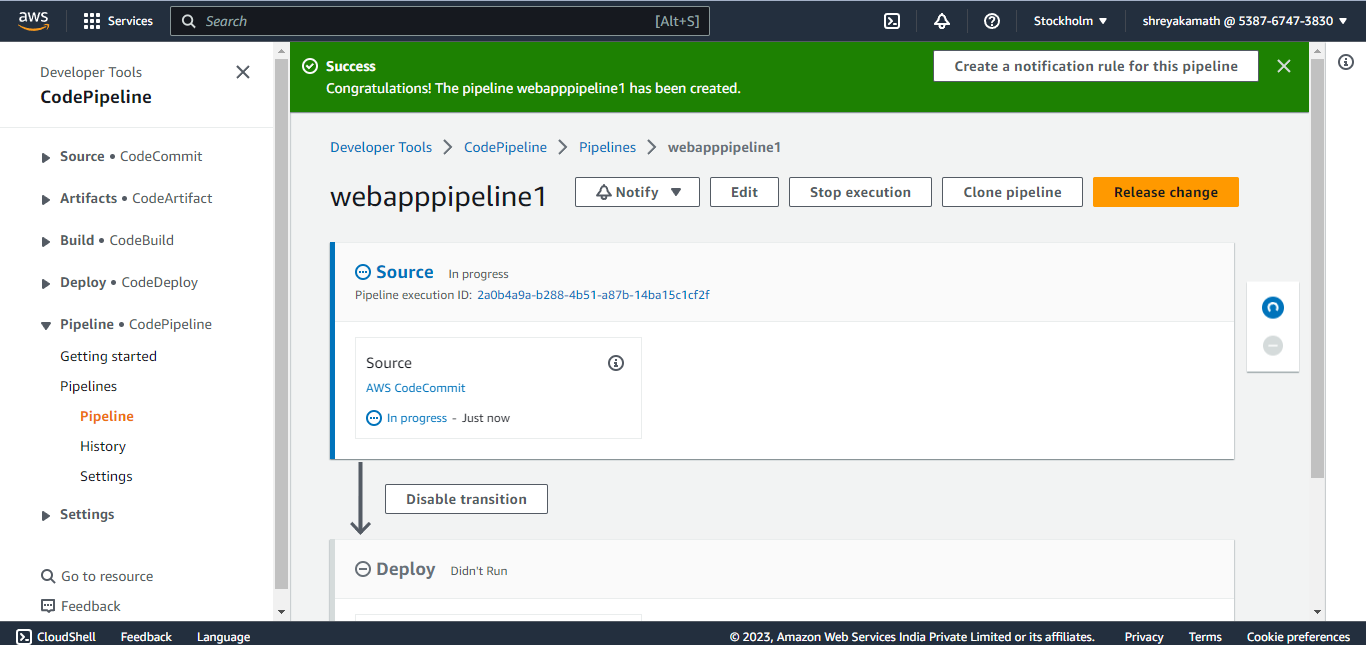 aws
Services
Search
[Alt+S]
Stockholm
shreyakamath @ 5387-6747-3830
Developer Tools
CodePipeline
Source • CodeCommit
Artifacts • CodeArtifact
Build • CodeBuild
Deploy • CodeDeploy
Pipeline • CodePipeline
Getting started
Pipelines
Pipeline
History
Settings
Settings
Go to resource
Feedback
Success
Congratulations! The pipeline webapppipeline1 has been created.
Create a notification rule for this pipeline
Developer Tools > CodePipeline > Pipelines > webapppipeline1
webapppipeline1
Notify
Edit
Stop execution
Clone pipeline
Release change
Source In progress
Pipeline execution ID: 2a0b4a9a-b288-4b51-a87b-14ba15c1cf2f
Source
AWS CodeCommit
In progress - Just now
Disable transition
Deploy Didn't Run
CloudShell
Feedback
Language
© 2023, Amazon Web Services India Private Limited or its affiliates.
Privacy
Terms
Cookie preferences